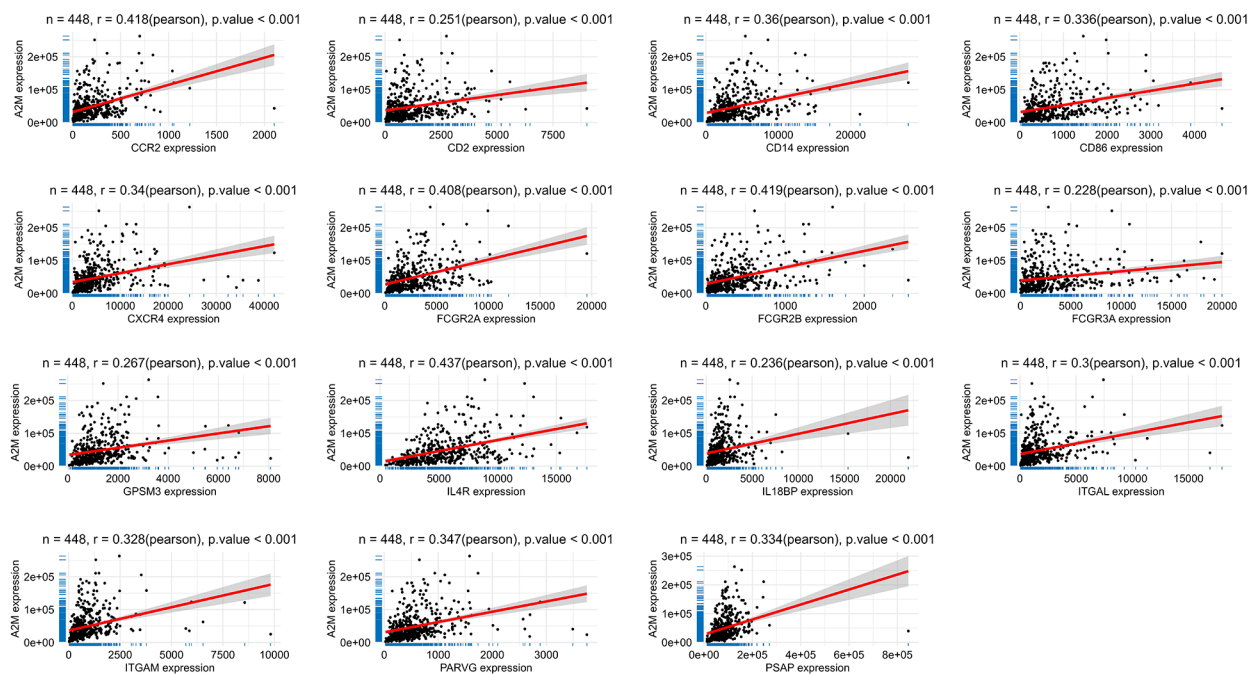 n = 448, r = 0.418(pearson), p.value < 0.001
A2M expression
2e+05
1e+05
0e+00
0 500 1000 1500 2000
CCR2 expression
n = 448, r = 0.251(pearson), p.value < 0.001
A2M expression
2e+05
1e+05
0e+00
0 2500 5000 7500
CD2 expression
n = 448, r = 0.36(pearson), p.value < 0.001
A2M expression
2e+05
1e+05
0e+00
0 10000 20000
CD14 expression
n = 448, r = 0.336(pearson), p.value < 0.001
A2M expression
2e+05
1e+05
0e+00
0 1000 2000 3000 4000
CD86 expression
n = 448, r = 0.34(pearson), p.value < 0.001
A2M expression
2e+05
1e+05
0e+00
0 10000 20000 30000 40000
CXCR4 expression
n = 448, r = 0.408(pearson), p.value < 0.001
A2M expression
2e+05
1e+05
0e+00
0 5000 10000 15000 20000
FCGR2A expression
n = 448, r = 0.419(pearson), p.value < 0.001
A2M expression
2e+05
1e+05
0e+00
0 1000 2000
FCGR2B expression
n = 448, r = 0.228(pearson), p.value < 0.001
A2M expression
2e+05
1e+05
0e+00
0 5000 10000 15000 20000
FCGR3A expression
n = 448, r = 0.267(pearson), p.value < 0.001
A2M expression
2e+05
1e+05
0e+00
0 2000 4000 6000 8000
GPSM3 expression
n = 448, r = 0.437(pearson), p.value < 0.001
A2M expression
2e+05
1e+05
0e+00
0 5000 10000 15000
IL4R expression
n = 448, r = 0.236(pearson), p.value < 0.001
A2M expression
2e+05
1e+05
0e+00
0 5000 10000 15000 20000
IL18BP expression
n = 448, r = 0.3(pearson), p.value < 0.001
A2M expression
2e+05
1e+05
0e+00
0 5000 10000 15000
ITGAL expression
n = 448, r = 0.328(pearson), p.value < 0.001
A2M expression
2e+05
1e+05
0e+00
0 2500 5000 7500 10000
ITGAM expression
n = 448, r = 0.347(pearson), p.value < 0.001
A2M expression
2e+05
1e+05
0e+00
0 1000 2000 3000
PARVG expression
n = 448, r = 0.334(pearson), p.value < 0.001
A2M expression
3e+05
2e+05
1e+05
0e+00
0e+00 2e+05 4e+05 6e+05 8e+05
PSAP expression